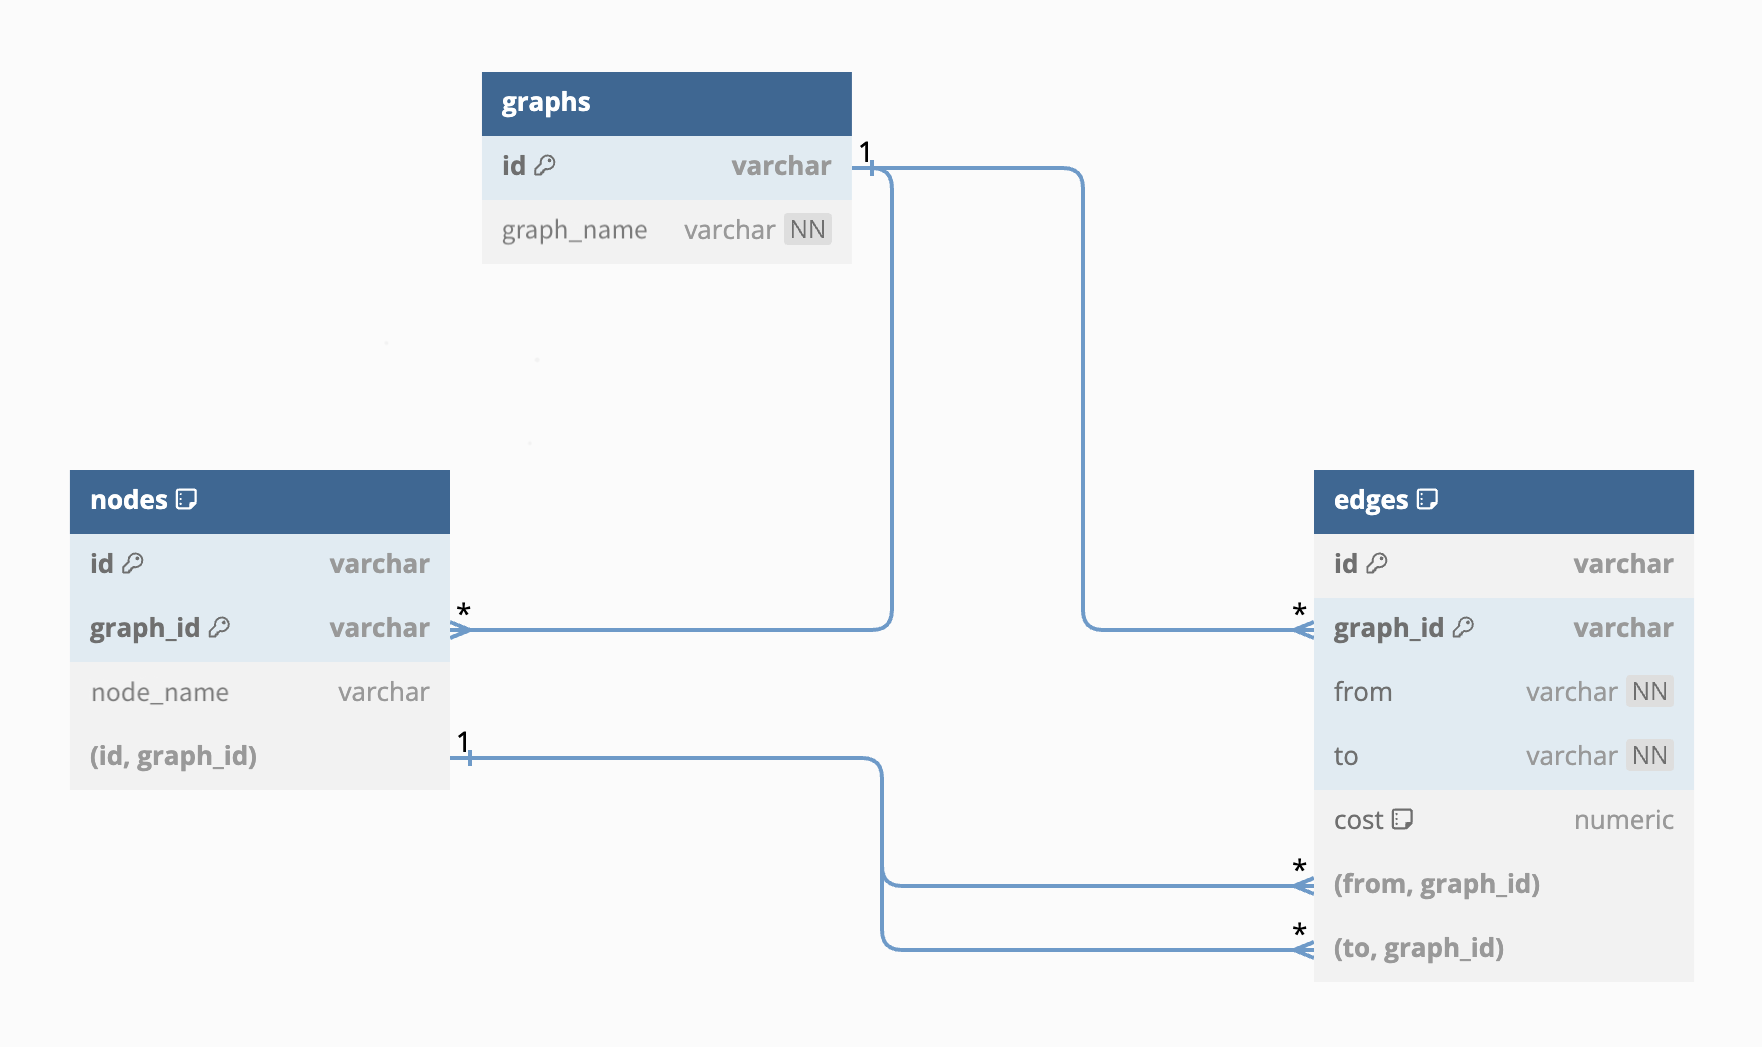 graphs
1
id varchar
graph_name varchar NN
nodes
id varchar
*
graph_id varchar
node_name varchar
1
(id, graph_id)
edges
id varchar
*
graph_id varchar
from varchar NN
to varchar NN
cost numeric
*
(from, graph_id)
*
(to, graph_id)